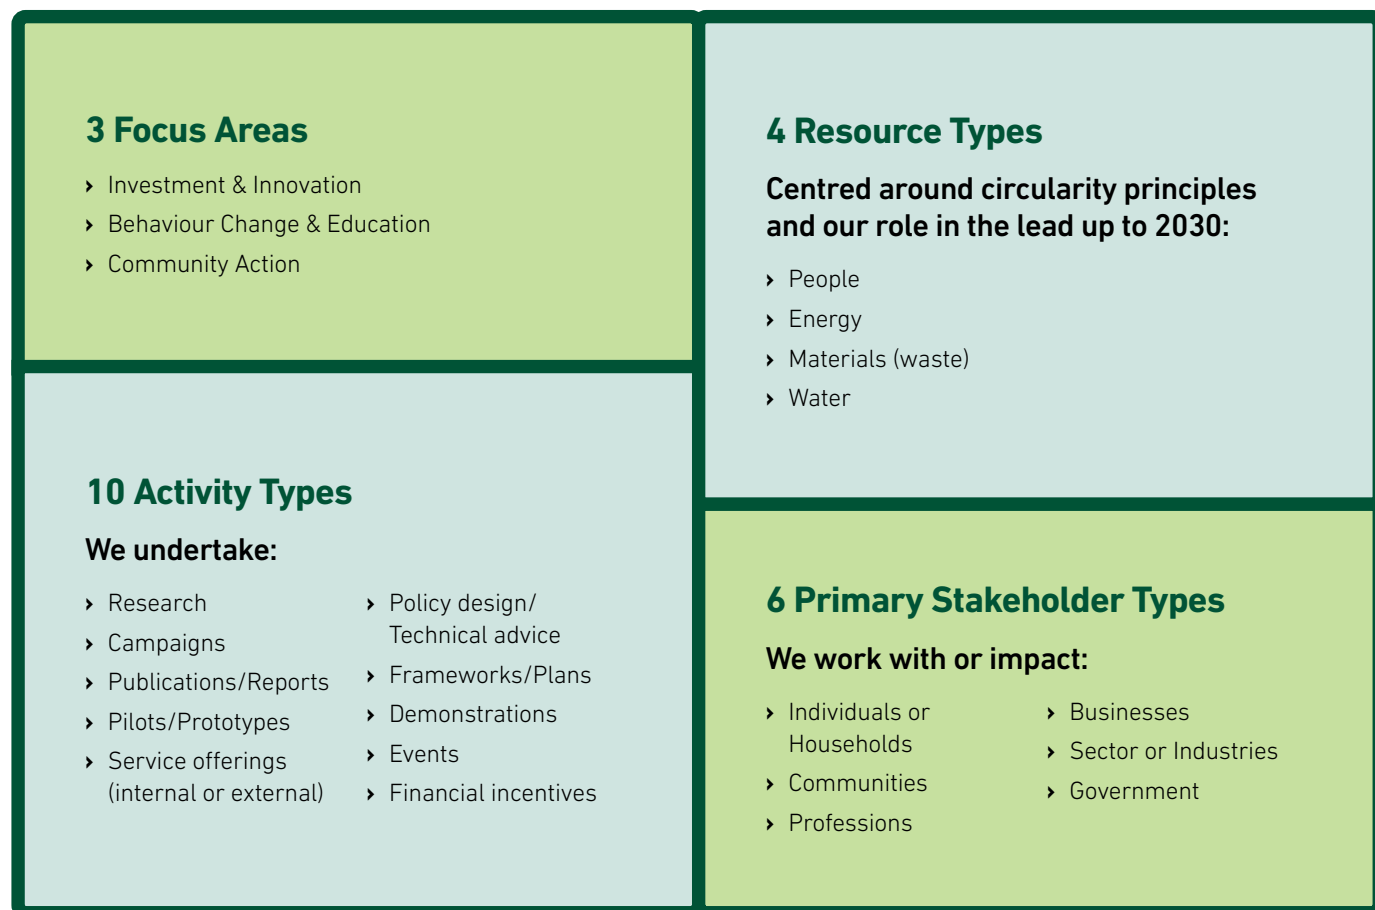 3 Focus Areas
› Investment & Innovation
› Behaviour Change & Education
› Community Action
4 Resource Types
Centred around circularity principles
and our role in the lead up to 2030:
› People
› Energy
› Materials (waste)
› Water
10 Activity Types
We undertake:
› Research
› Campaigns
› Publications/Reports
› Pilots/Prototypes
› Service offerings
(internal or external)
› Policy design/
Technical advice
› Frameworks/Plans
› Demonstrations
› Events
› Financial incentives
6 Primary Stakeholder Types
We work with or impact:
› Individuals or
Households
› Communities
› Professions
› Businesses
› Sector or Industries
› Government